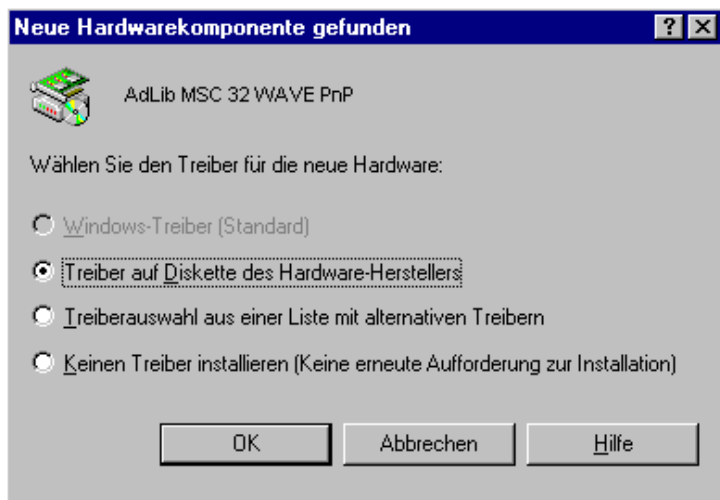 Neue Hardwarekomponente gefunden
AdLib MSC 32 WAVE PnP
Wählen Sie den Treiber für die neue Hardware:
Windows-Treiber (Standard)
Treiber auf Diskette des Hardware-Herstellers
Treiberauswahl aus einer Liste mit alternativen Treibern
Keinen Treiber installieren (Keine erneute Aufforderung zur Installation)
OK Abbrechen Hilfe